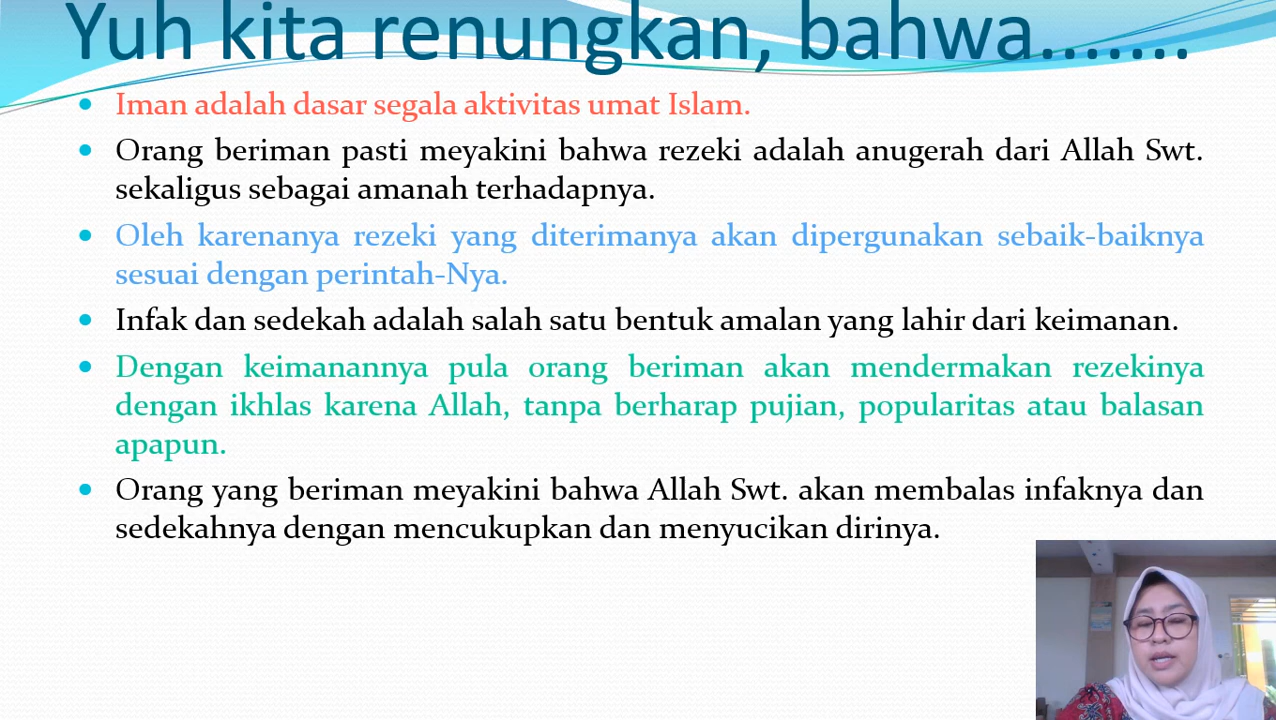 Yuh kita renungkan, bahwa.......
Iman adalah dasar segala aktivitas umat Islam.
Orang beriman pasti meyakini bahwa rezeki adalah anugerah dari Allah Swt.
sekaligus sebagai amanah terhadapnya.
Oleh karenanya rezeki yang diterimanya akan dipergunakan sebaik-baiknya
sesuai dengan perintah-Nya.
Infak dan sedekah adalah salah satu bentuk amalan yang lahir dari keimanan.
Dengan keimanannya pula orang beriman akan mendermakan rezekinya
dengan ikhlas karena Allah, tanpa berharap pujian, popularitas atau balasan
apapun.
Orang yang beriman meyakini bahwa Allah Swt. akan membalas infaknya dan
sedekahnya dengan mencukupkan dan menyucikan dirinya.